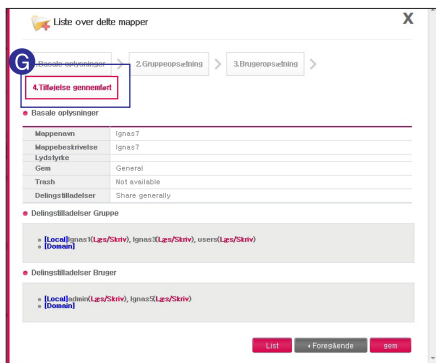 Liste over delte mapper
X
G
1.Basale oplysninger
2.Gruppeopsætning
3.Brugeropsætning
4.Tilføjelse gennemført
Basale oplysninger
Mappenavn Ignas7
Mappebeskrivelse Ignas7
Lydstyrke
Gem General
Trash Not available
Delingstilladelser Share generally
Delingstilladelser Gruppe
[Local]Ignas1(Læs/Skriv), Ignas3(Læs/Skriv), users(Læs/Skriv)
[Domain]
Delingstilladelser Bruger
[Local]admin(Læs/Skriv), Ignas5(Læs/Skriv)
[Domain]
List
Foregående
gem